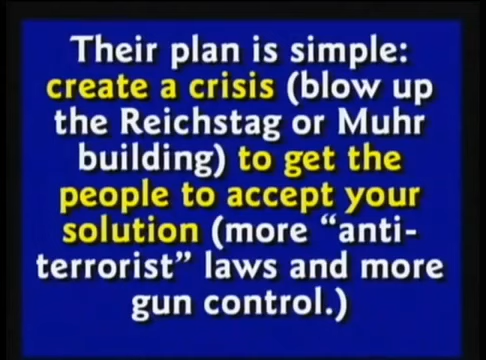 Their plan is simple:
create a crisis (blow up
the Reichstag or Muhr
building) to get the
people to accept your
solution (more “anti-
terrorist” laws and more
gun control.)